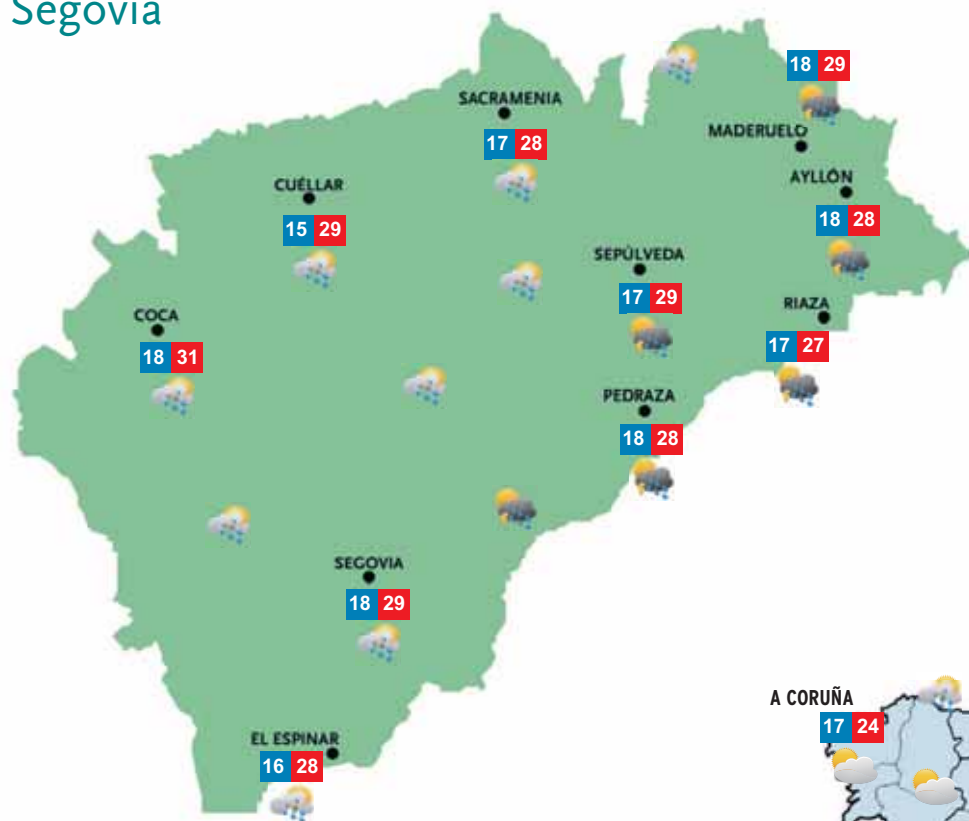 Segovia
18 29
SACRAMENIA
17 28
MADERUELO
AYLLÓN
18 28
CUÉLLAR
15 29
SEPÚLVEDA
17 29
RIAZA
17 27
COCA
18 31
PEDRAZA
18 28
SEGOVIA
18 29
A CORUÑA
17 24
EL ESPINAR
16 28